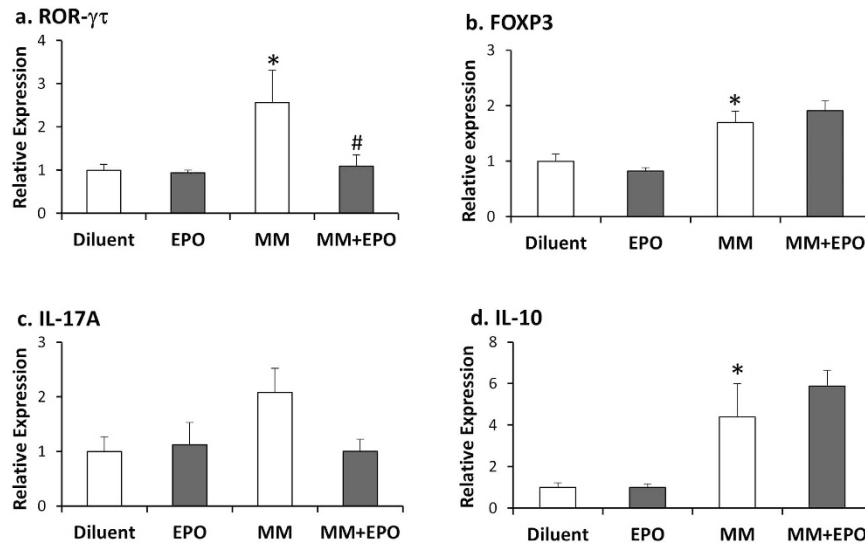 a. ROR-γτ
Relative Expression
4
3
2
1
0
*
#
Diluent EPO MM MM+EPO
b. FOXP3
Relative expression
3
2
1
0
*
Diluent EPO MM MM+EPO
c. IL-17A
Relative Expression
3
2
1
0
Diluent EPO MM MM+EPO
d. IL-10
Relative Expression
8
6
4
2
0
*
Diluent EPO MM MM+EPO